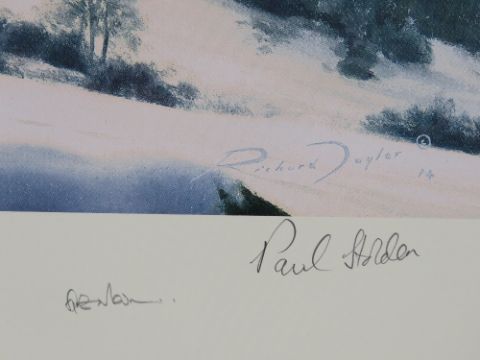 Richard Taylor ©
14
Paul Holden